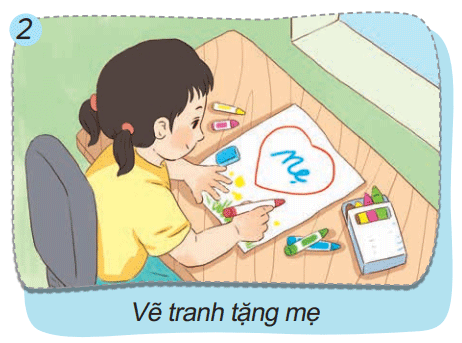 2
Mẹ
Vẽ tranh tặng mẹ